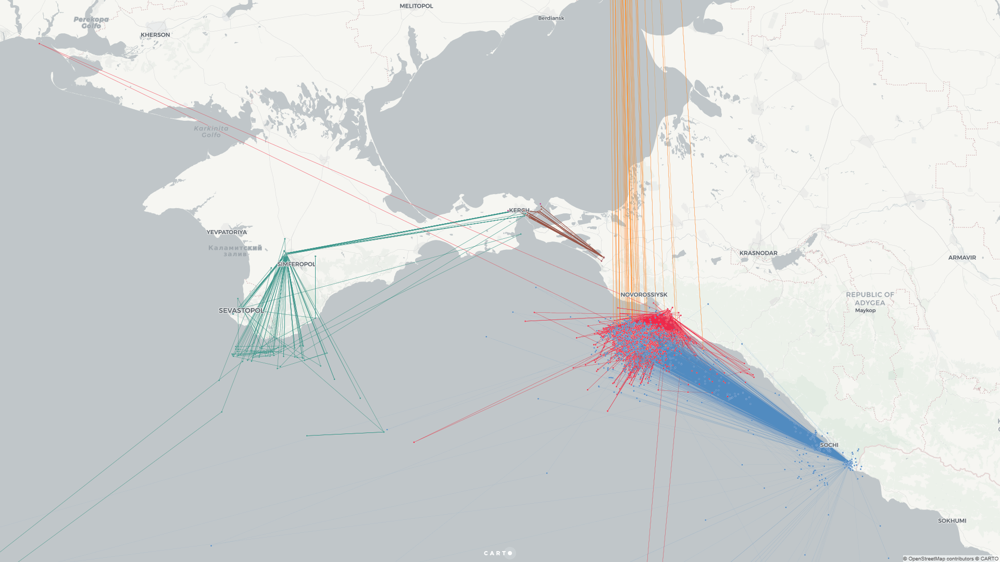 MELITOPOL
Berdiansk
Perekopa
Golfo
KHERSON
Karkinita
Golfo
KERCH
YEVPATORIYA
Каламитский
залив
KRASNODAR
ARMAVIR
SIMFEROPOL
NOVOROSSIYSK
REPUBLIC OF
ADYGEA
Maykop
SEVASTOPOL
SOCHI
SOKHUMI
CARTO
© OpenStreetMap contributors © CARTO